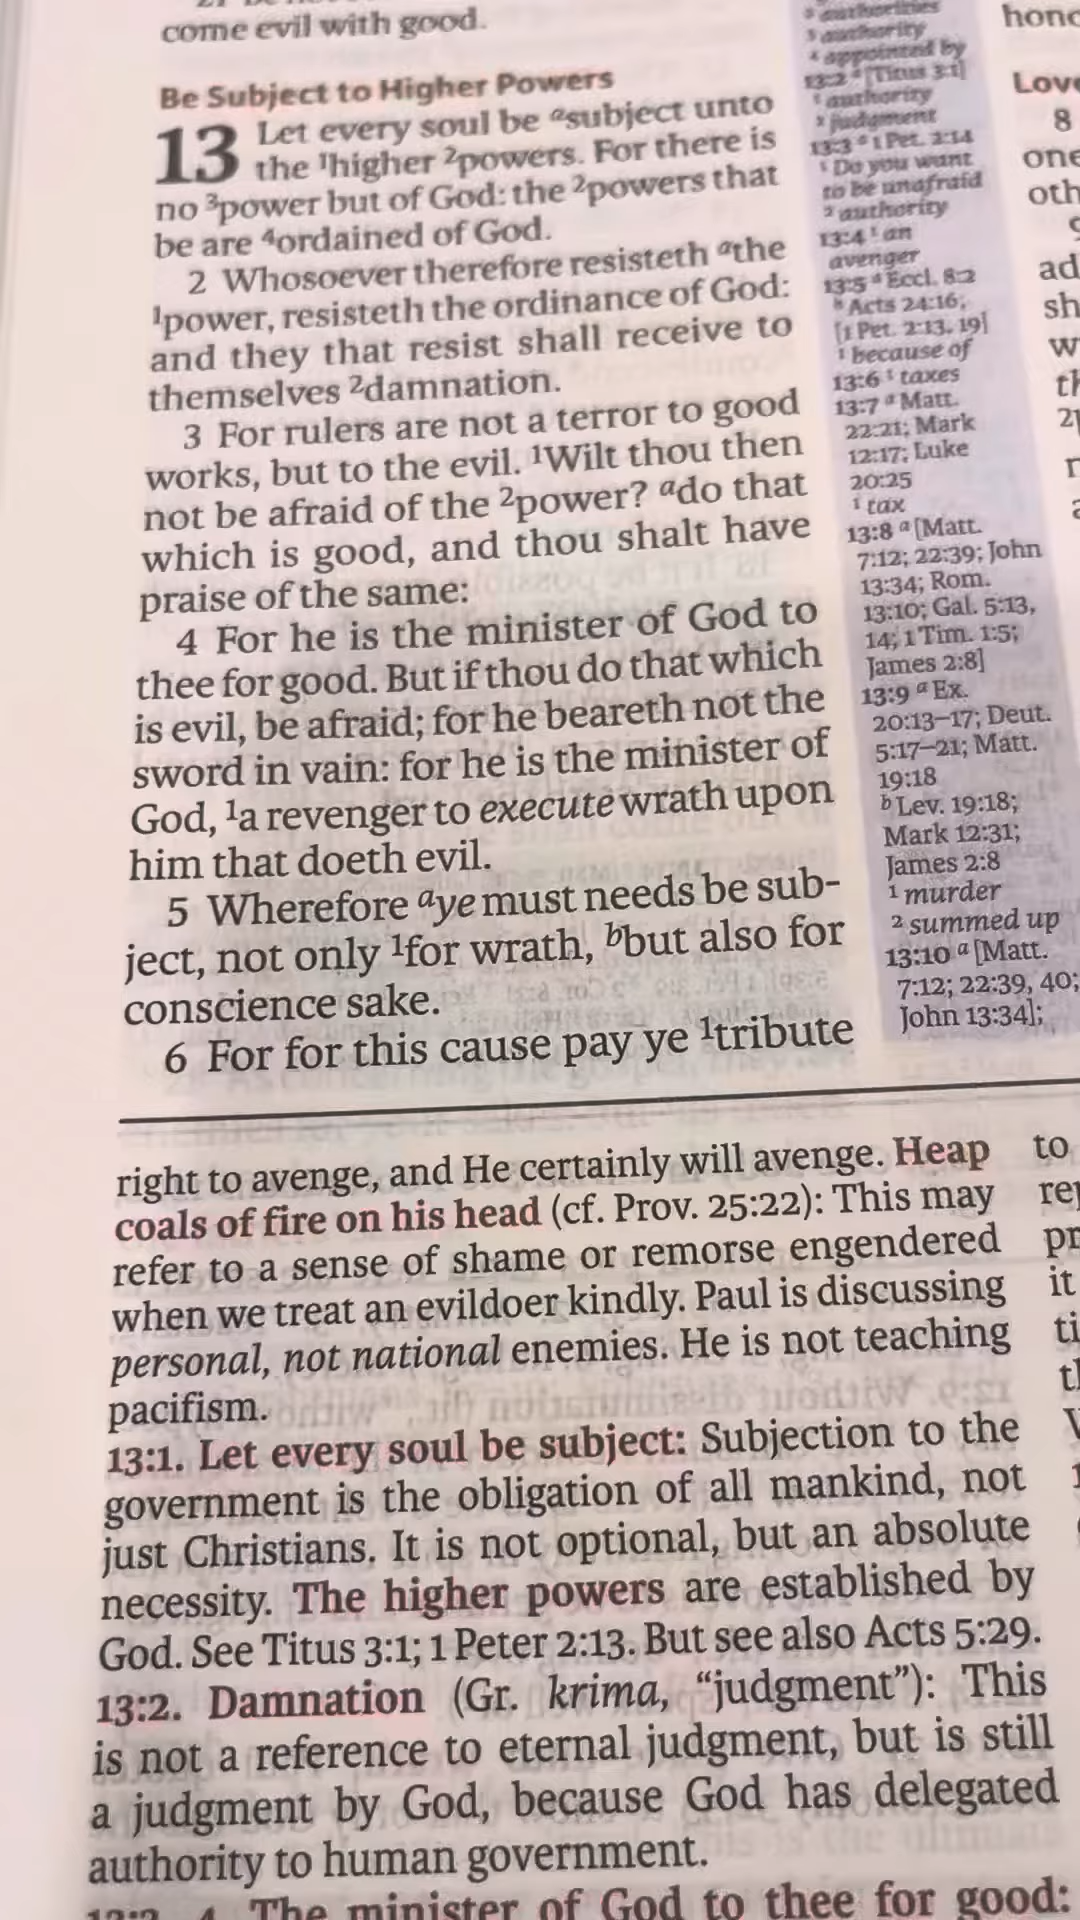 come evil with good.
Be Subject to Higher Powers
13 Let every soul be ᵃsubject unto
the ¹higher ²powers. For there is
no ³power but of God: the ²powers that
be are ⁴ordained of God.
2 Whosoever therefore resisteth ᵃthe
¹power, resisteth the ordinance of God:
and they that resist shall receive to
themselves ²damnation.
3 For rulers are not a terror to good
works, but to the evil. ¹Wilt thou then
not be afraid of the ²power? ᵃdo that
which is good, and thou shalt have
praise of the same:
4 For he is the minister of God to
thee for good. But if thou do that which
is evil, be afraid; for he beareth not the
sword in vain: for he is the minister of
God, ¹a revenger to execute wrath upon
him that doeth evil.
5 Wherefore ᵃye must needs be sub-
ject, not only ¹for wrath, ᵇbut also for
conscience sake.
6 For for this cause pay ye ¹tribute
authorities
authority
⁴ appointed by
13:2 ᵃ [Titus 3:1]
¹ authority
² judgment
13:3 ᵃ 1 Pet. 2:14
¹ Do you want
to be unafraid
² authority
13:4 ¹ an
avenger
13:5 ᵃ Eccl. 8:2
ᵇ Acts 24:16;
[1 Pet. 2:13, 19]
¹ because of
13:6 ¹ taxes
13:7 ᵃ Matt.
22:21; Mark
12:17; Luke
20:25
¹ tax
13:8 ᵃ [Matt.
7:12; 22:39; John
13:34; Rom.
13:10; Gal. 5:13,
14; 1 Tim. 1:5;
James 2:8]
13:9 ᵃ Ex.
20:13–17; Deut.
5:17–21; Matt.
19:18
ᵇ Lev. 19:18;
Mark 12:31;
James 2:8
¹ murder
² summed up
13:10 ᵃ [Matt.
7:12; 22:39, 40;
John 13:34];
hono
Love
8
one
oth
ad
sh
w
th
right to avenge, and He certainly will avenge. Heap
coals of fire on his head (cf. Prov. 25:22): This may
refer to a sense of shame or remorse engendered
when we treat an evildoer kindly. Paul is discussing
personal, not national enemies. He is not teaching
pacifism.
13:1. Let every soul be subject: Subjection to the
government is the obligation of all mankind, not
just Christians. It is not optional, but an absolute
necessity. The higher powers are established by
God. See Titus 3:1; 1 Peter 2:13. But see also Acts 5:29.
13:2. Damnation (Gr. krima, “judgment”): This
is not a reference to eternal judgment, but is still
a judgment by God, because God has delegated
authority to human government.
The minister of God to thee for good:
to
rep
pr
it
ti